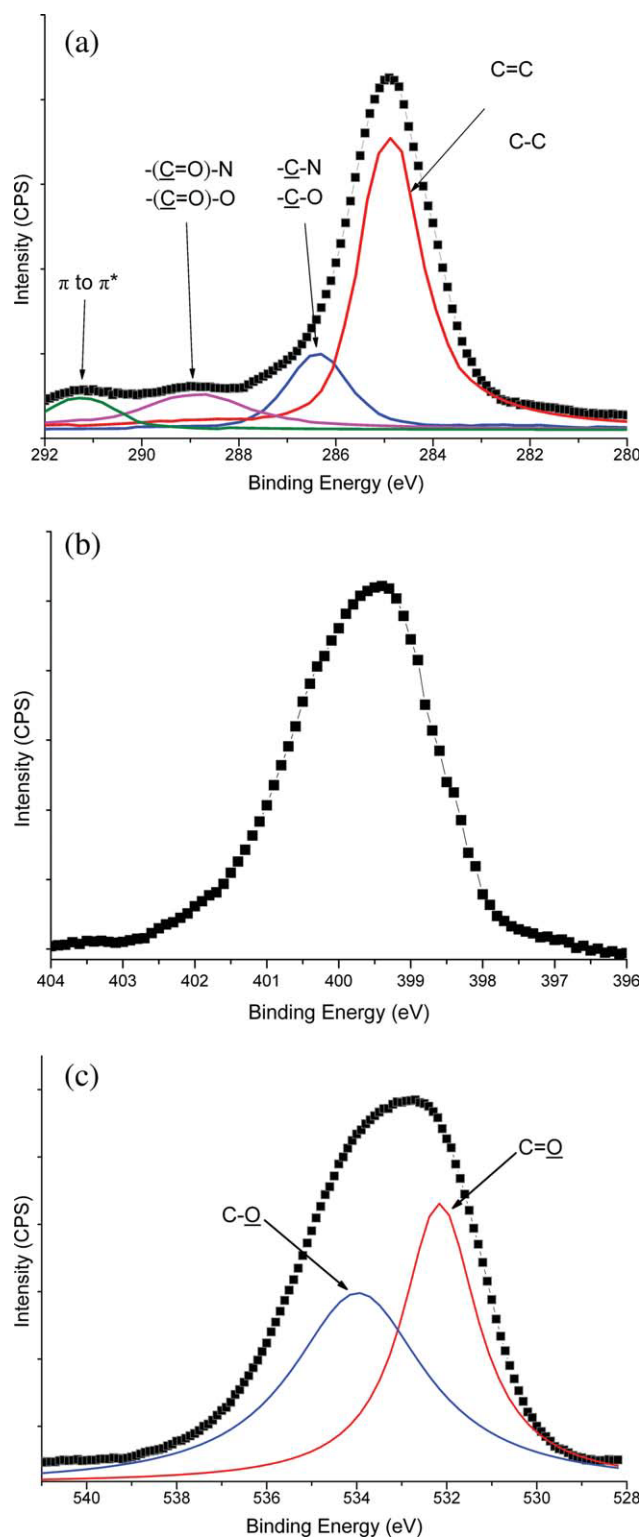 (a)
C=C
C-C
-(C=O)-N
-(C=O)-O
-C-N
-C-O
π to π*
Intensity (CPS)
292 290 288 286 284 282 280
Binding Energy (eV)
(b)
Intensity (CPS)
404 403 402 401 400 399 398 397 396
Binding Energy (eV)
(c)
C=O
C-O
Intensity (CPS)
540 538 536 534 532 530 528
Binding Energy (eV)